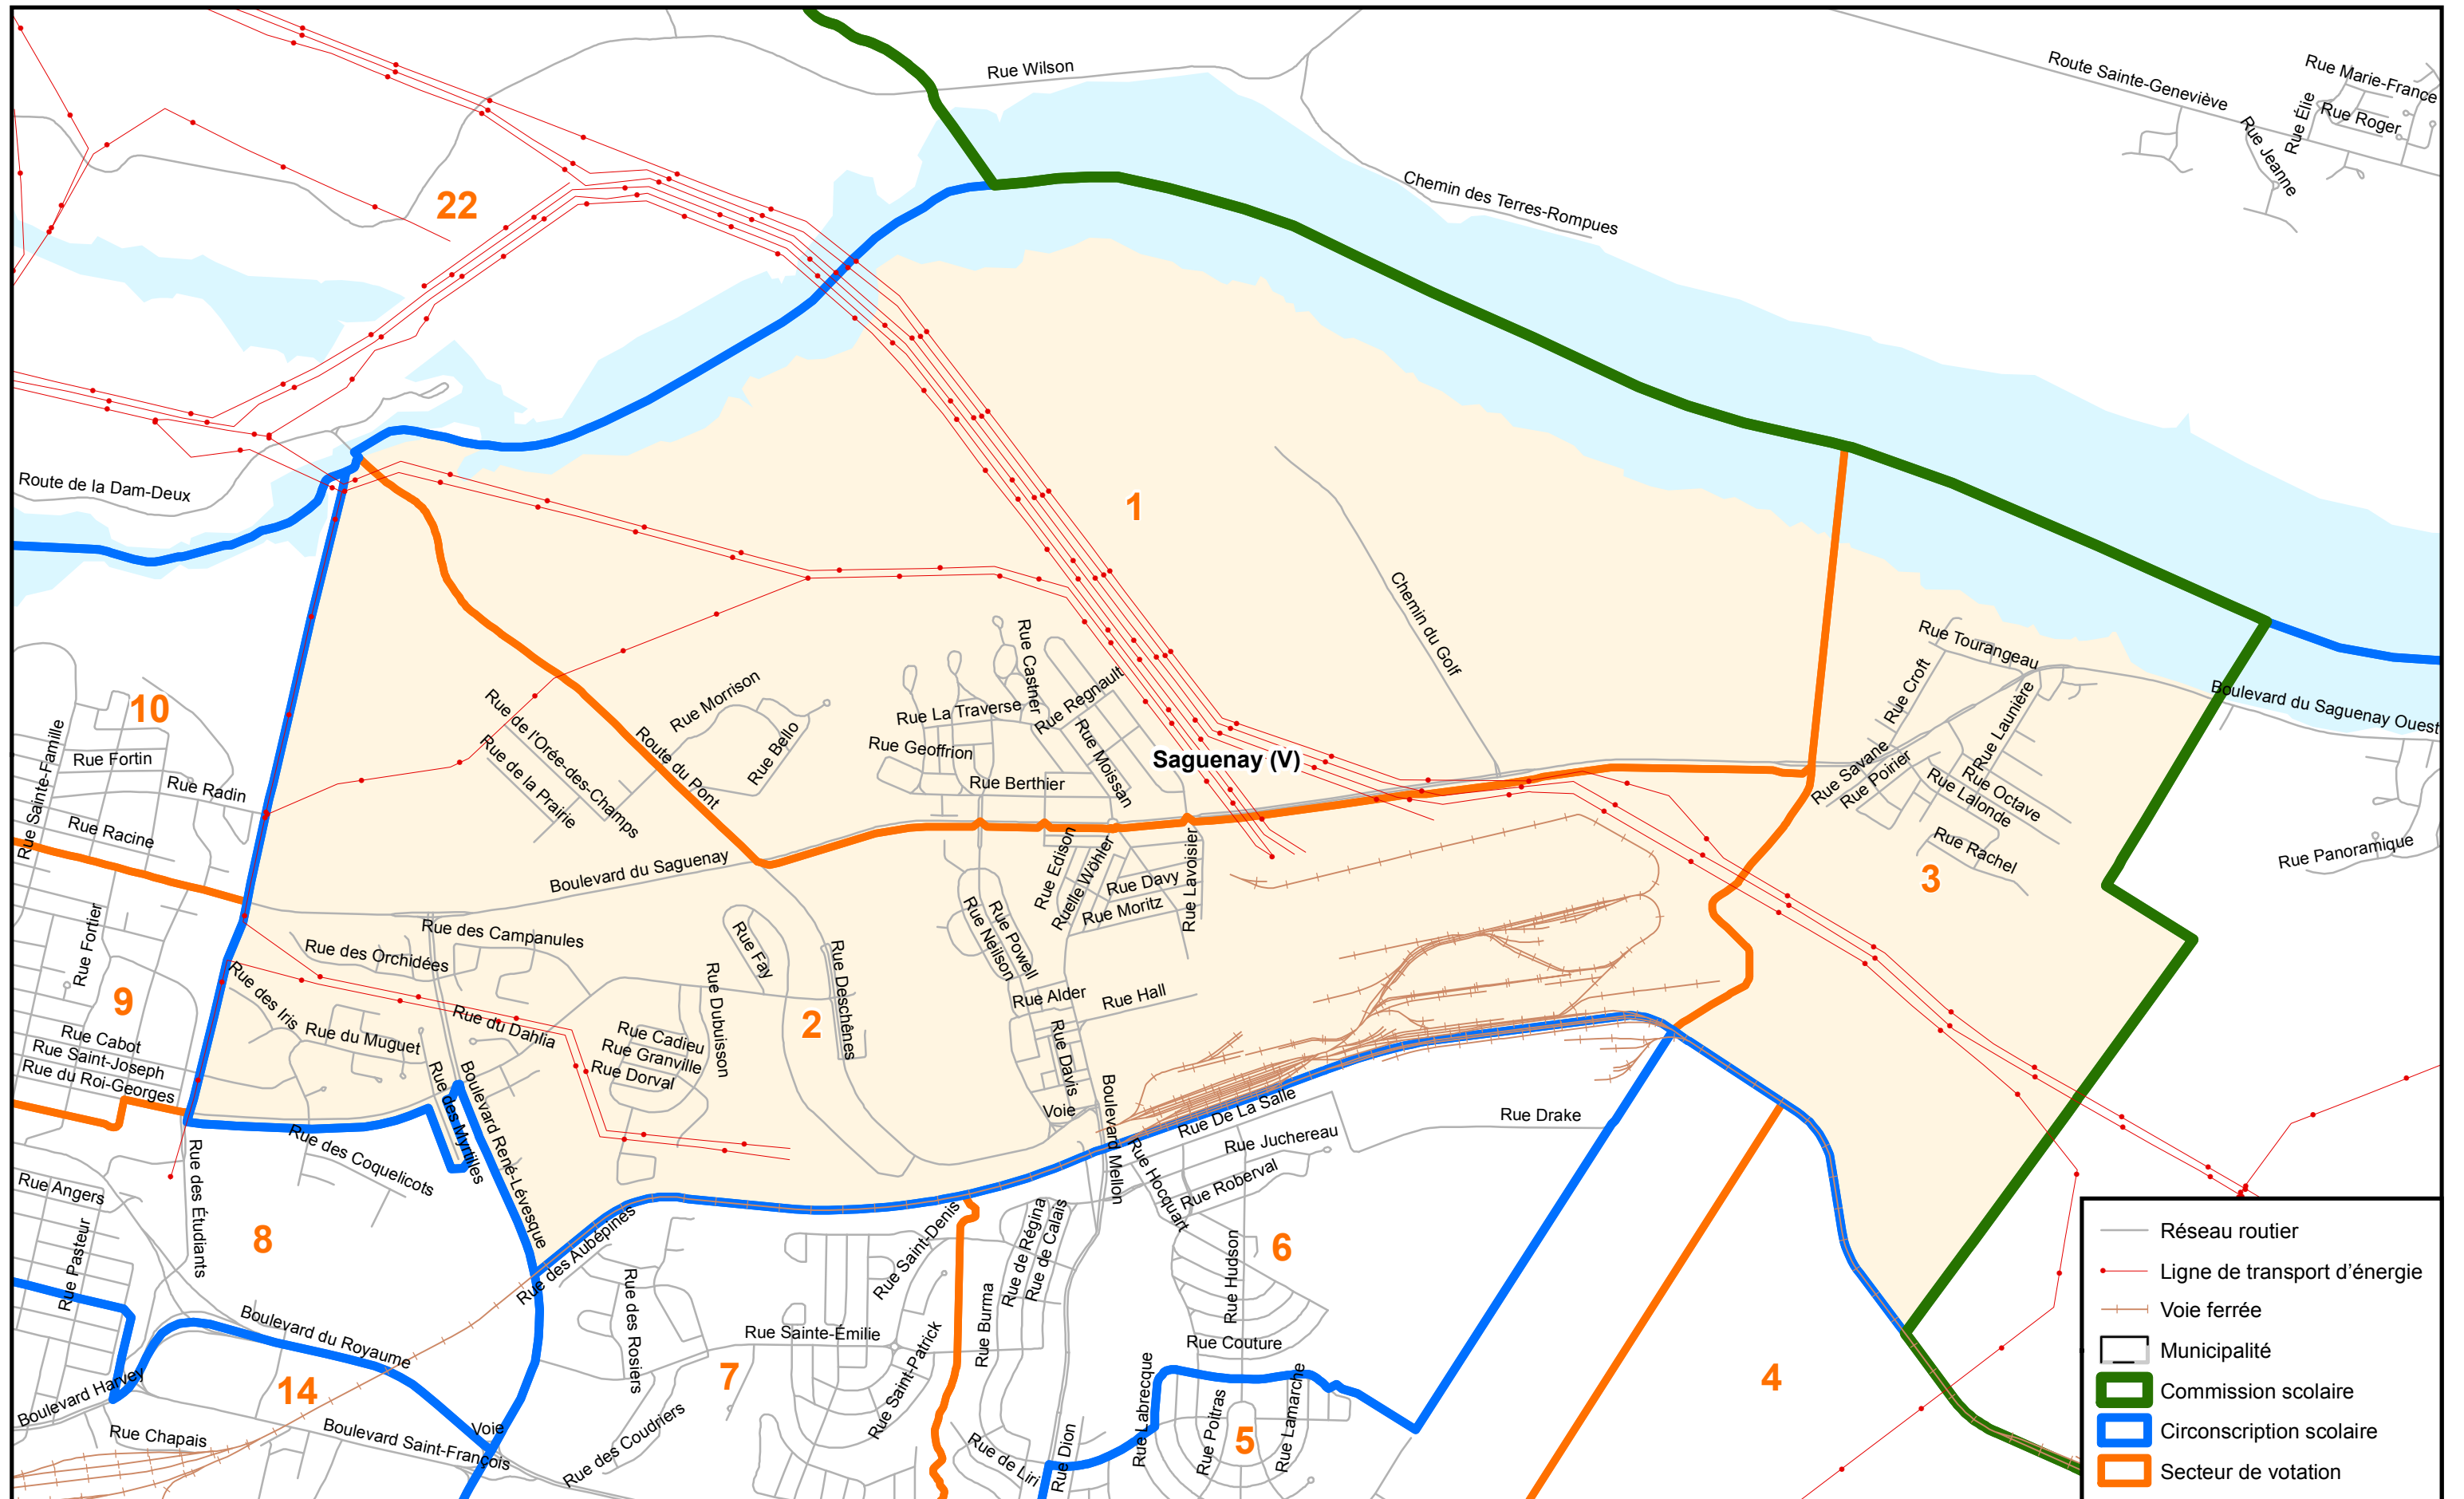 Rue Wilson
Route Sainte-Geneviève
Rue Marie-France
Rue Élie
Rue Roger
Rue Jeanne
Chemin des Terres-Rompues
22
Route de la Dam-Deux
1
Chemin du Golf
Rue Tourangeau
Rue Croft
Rue Launière
Boulevard du Saguenay Ouest
10
Rue Sainte-Famille
Rue Fortin
Rue Radin
Rue Racine
Rue de l'Orée-des-Champs
Rue de la Prairie
Rue Morrison
Rue Bello
Route du Pont
Rue Castner
Rue La Traverse
Rue Regnault
Rue Geoffrion
Rue Moissan
Rue Berthier
Saguenay (V)
Rue Savane
Rue Poirier
Rue Octave
Rue Lalonde
Rue Rachel
3
Rue Panoramique
Boulevard du Saguenay
Rue Edison
Ruelle Wöhler
Rue Davy
Rue Moritz
Rue Lavoisier
Rue Fortier
Rue des Campanules
Rue des Orchidées
Rue Fay
Rue Deschênes
Rue Neilson
Rue Powell
9
Rue des Iris
Rue du Muguet
Rue du Dahlia
Rue Dubuisson
2
Rue Alder
Rue Hall
Rue Cabot
Rue Saint-Joseph
Rue du Roi-Georges
Rue Cadieu
Rue Granville
Rue Dorval
Rue Davis
Voie
Boulevard Mellon
Rue De La Salle
Rue Drake
Rue des Myrtilles
Boulevard René-Lévesque
Rue des Coquelicots
Rue des Étudiants
Rue Juchereau
Rue Hocquart
Rue Roberval
Rue Angers
Rue Pasteur
8
Rue des Aubépines
Rue Saint-Denis
Rue de Régina
Rue de Calais
6
Rue Hudson
Rue Burma
Rue des Rosiers
Rue Sainte-Émilie
Rue Saint-Patrick
Rue Couture
Boulevard du Royaume
14
7
4
Boulevard Harvey
Rue Chapais
Boulevard Saint-François
Voie
Rue des Coudriers
Rue de Liri
Rue Dion
Rue Labrecque
Rue Poitras
5
Rue Lamarche
Réseau routier
Ligne de transport d'énergie
Voie ferrée
Municipalité
Commission scolaire
Circonscription scolaire
Secteur de votation